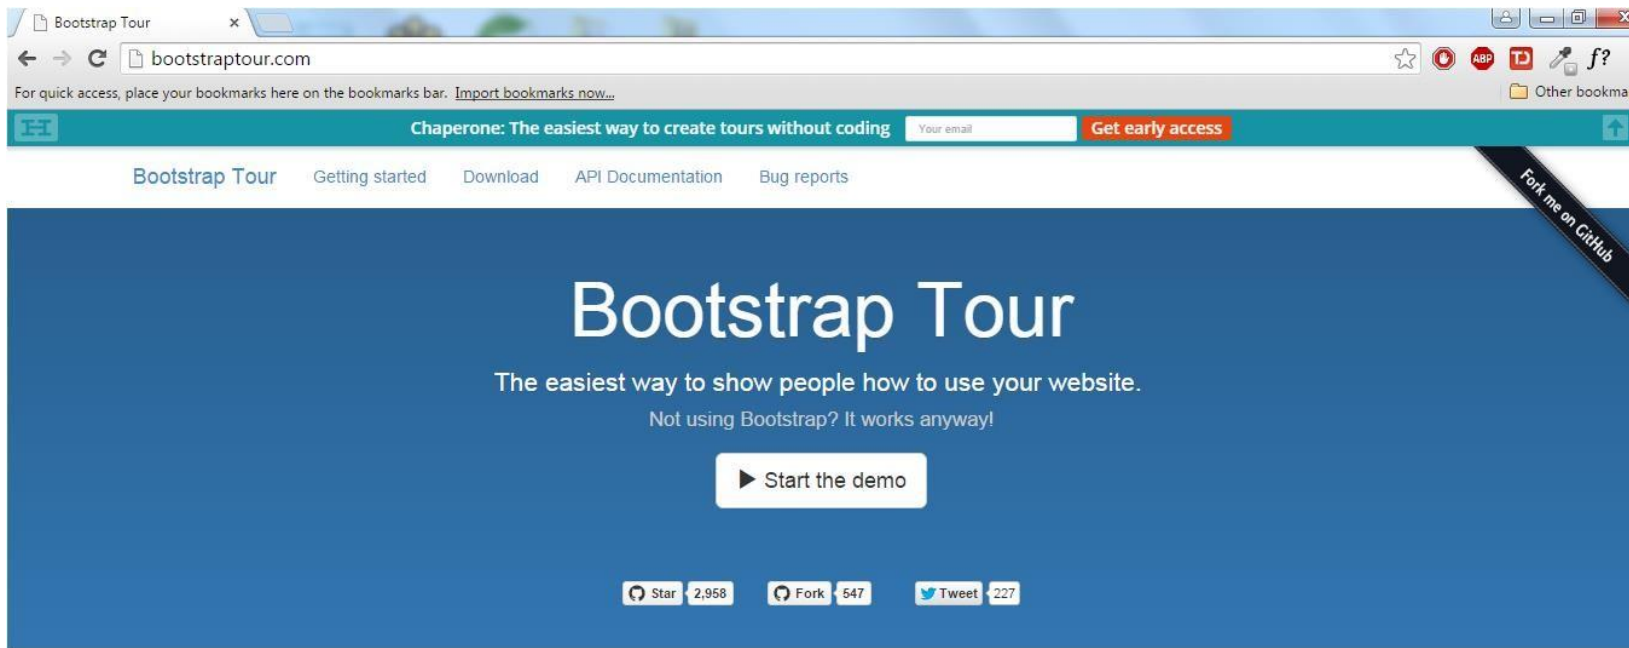 Bootstrap Tour
bootstraptour.com
ABP
f?
For quick access, place your bookmarks here on the bookmarks bar. Import bookmarks now...
Other bookma
Chaperone: The easiest way to create tours without coding Your email Get early access
Bootstrap Tour Getting started Download API Documentation Bug reports
Fork me on GitHub
Bootstrap Tour
The easiest way to show people how to use your website.
Not using Bootstrap? It works anyway!
Start the demo
Star 2,958 Fork 547 Tweet 227